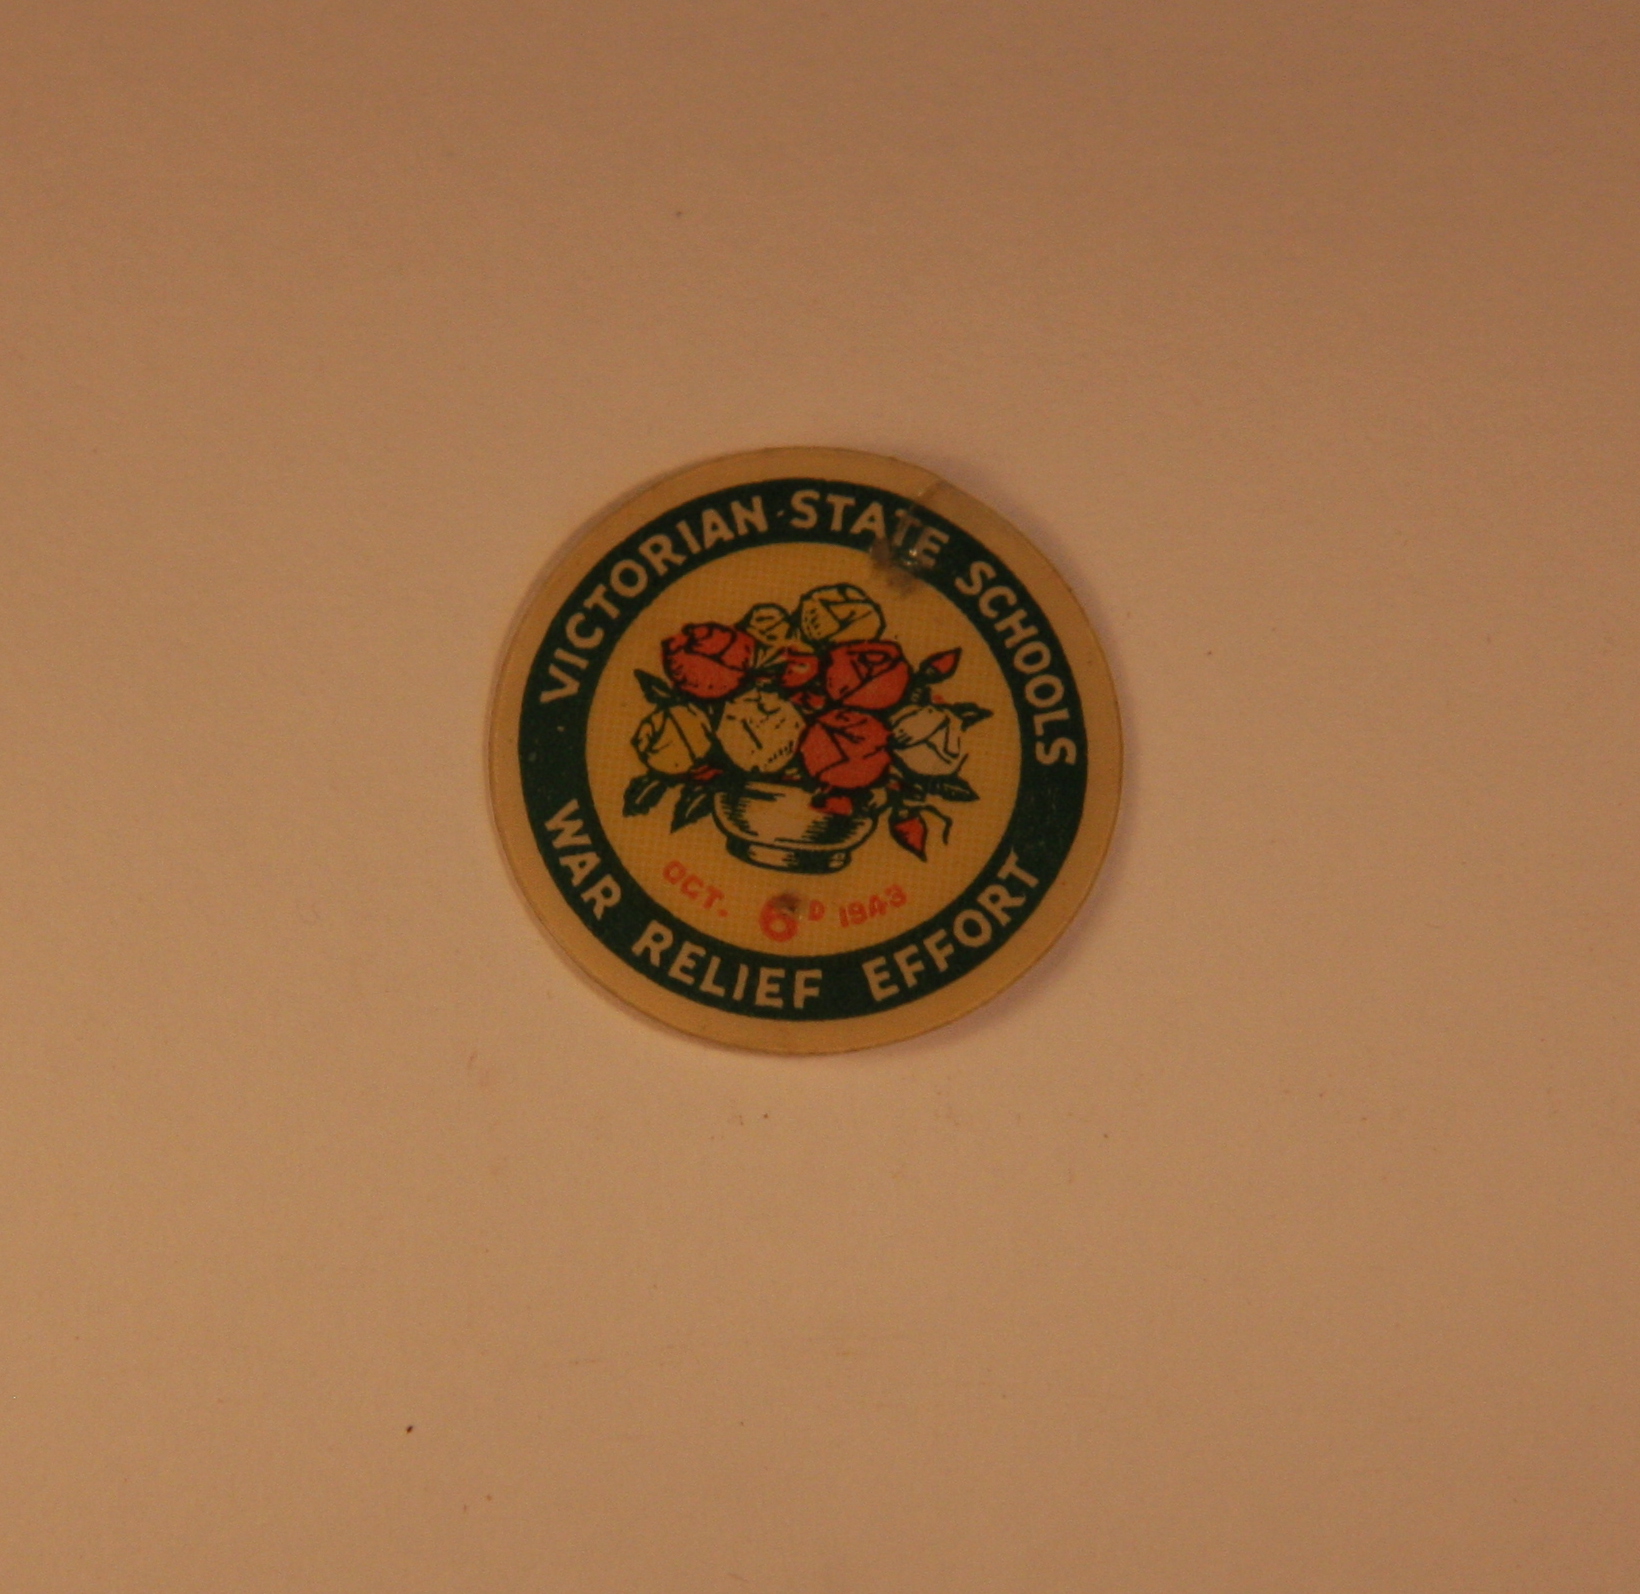 VICTORIAN STATE SCHOOLS
OCT. 6D 1943
WAR RELIEF EFFORT